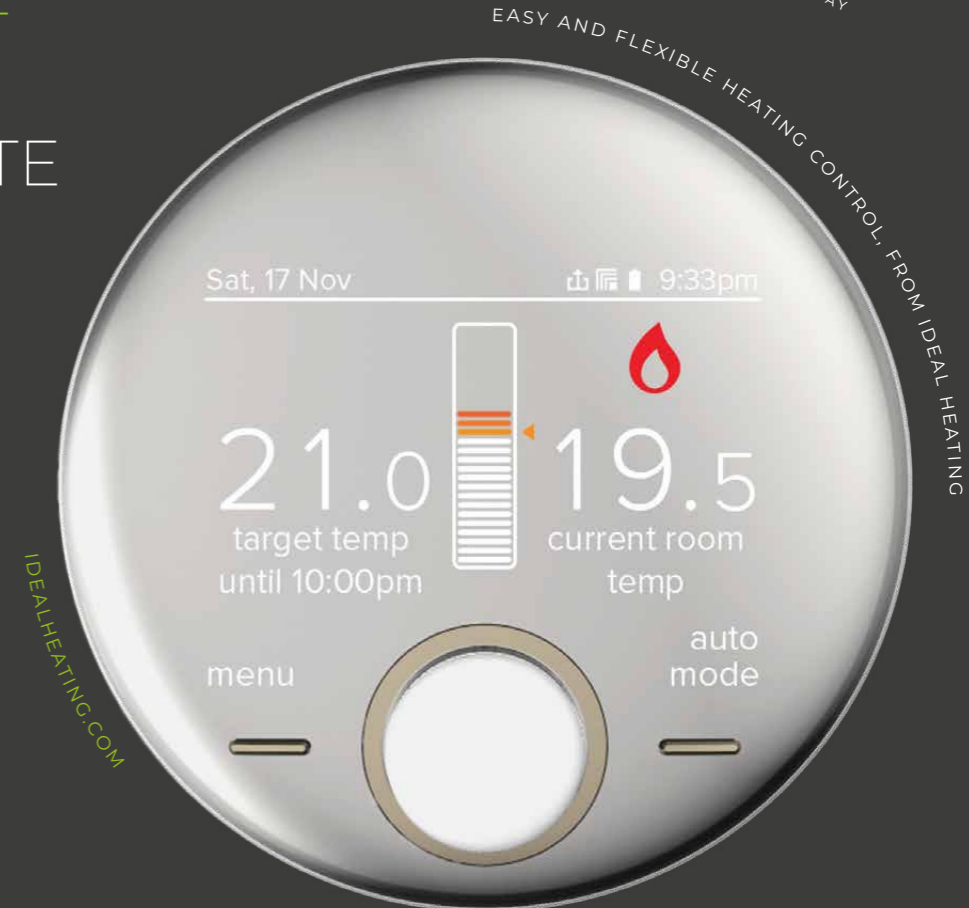 EASY AND FLEXIBLE HEATING CONTROL, FROM IDEAL HEATING
Sat, 17 Nov 9:33pm
21.0 19.5
target temp current room
until 10:00pm temp
menu auto
mode
IDEALHEATING.COM